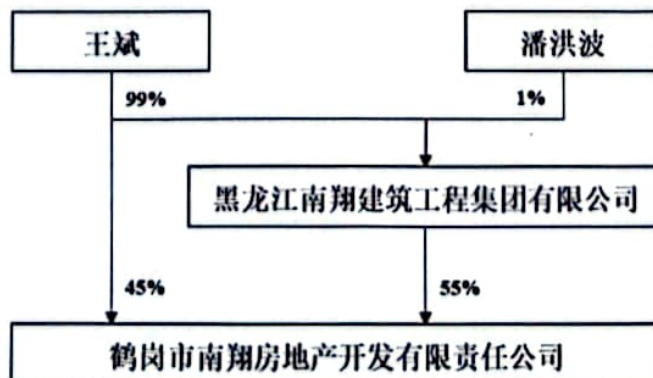 王斌
潘洪波
99%
1%
黑龙江南翔建筑工程集团有限公司
45%
55%
鹤岗市南翔房地产开发有限责任公司